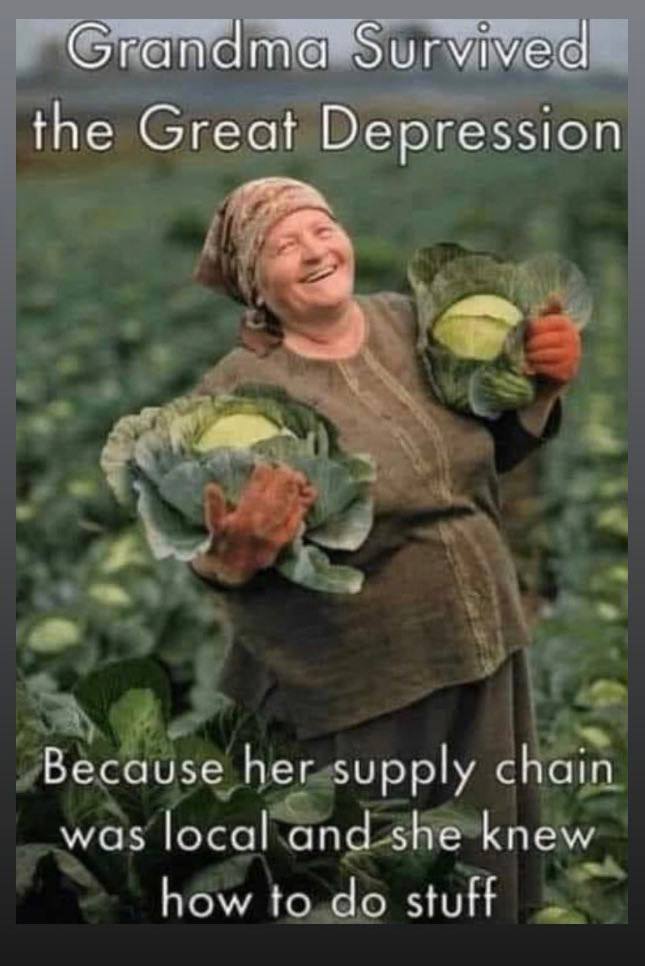 Grandma Survived
the Great Depression
Because her supply chain
was local and she knew
how to do stuff